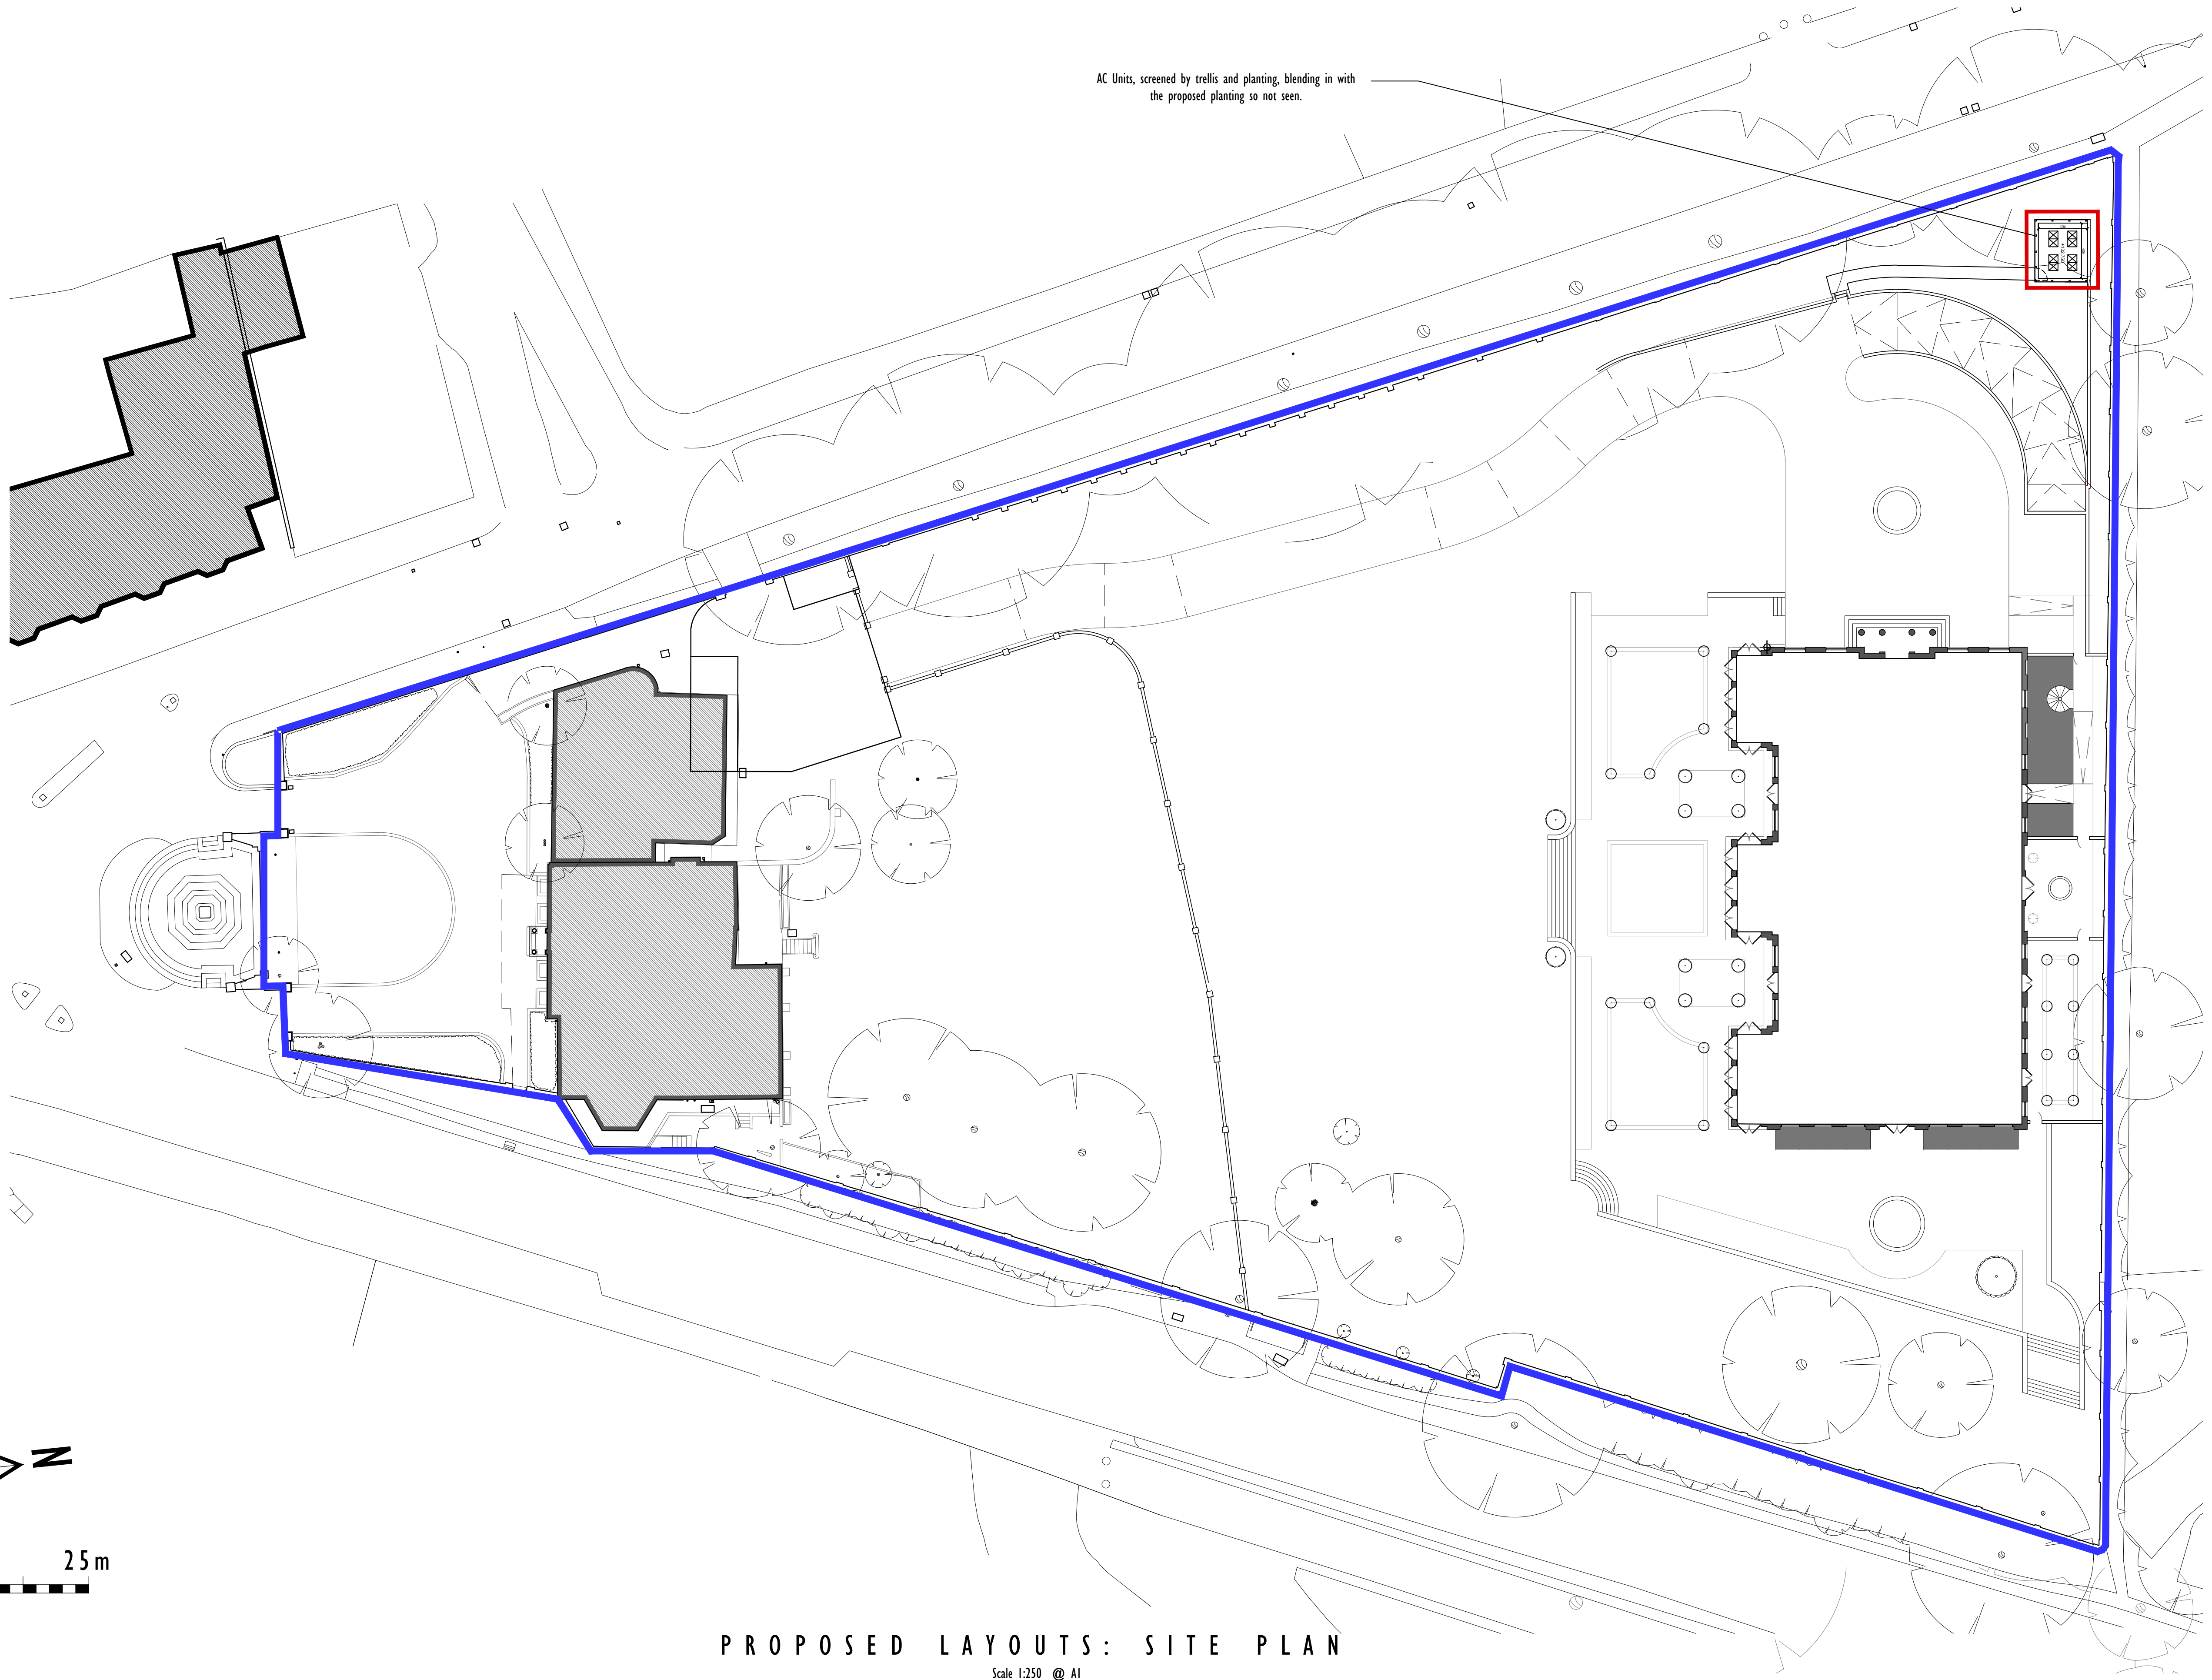 AC Units, screened by trellis and planting, blending in with
the proposed planting so not seen.
N
25m
PROPOSED LAYOUTS: SITE PLAN
Scale 1:250 @ A1